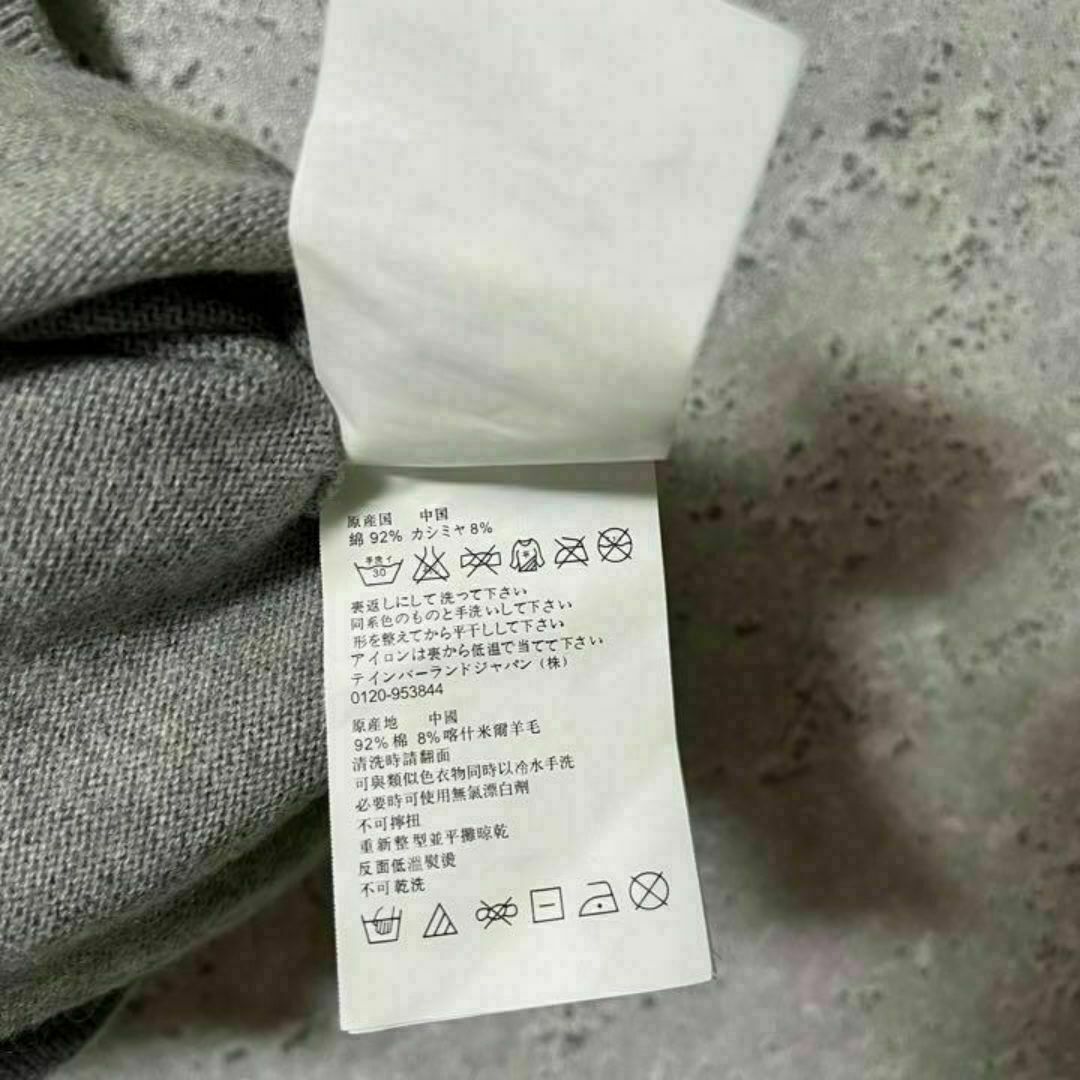 原産国 中国
綿 92% カシミヤ 8%
手洗イ
30
裏返しにして洗って下さい
同系色のものと手洗いして下さい
形を整えてから平干しして下さい
アイロンは裏から低温で当てて下さい
テインバーランドジャパン（株）
0120-953844
原産地 中國
92% 棉 8% 喀什米爾羊毛
清洗時請翻面
可與類似色衣物同時以冷水手洗
必要時可使用無氯漂白劑
不可擰扭
重新整型並平攤晾乾
反面低溫熨燙
不可乾洗